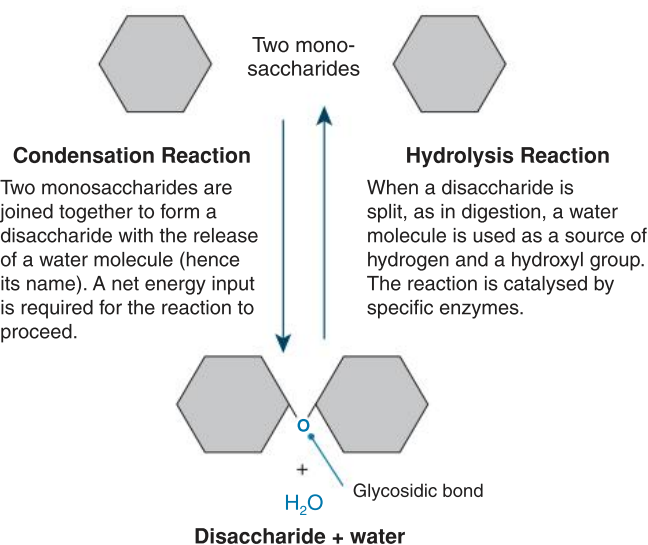 Two mono-
saccharides
Condensation Reaction
Two monosaccharides are
joined together to form a
disaccharide with the release
of a water molecule (hence
its name). A net energy input
is required for the reaction to
proceed.
Hydrolysis Reaction
When a disaccharide is
split, as in digestion, a water
molecule is used as a source of
hydrogen and a hydroxyl group.
The reaction is catalysed by
specific enzymes.
O
+
Glycosidic bond
H₂O
Disaccharide + water